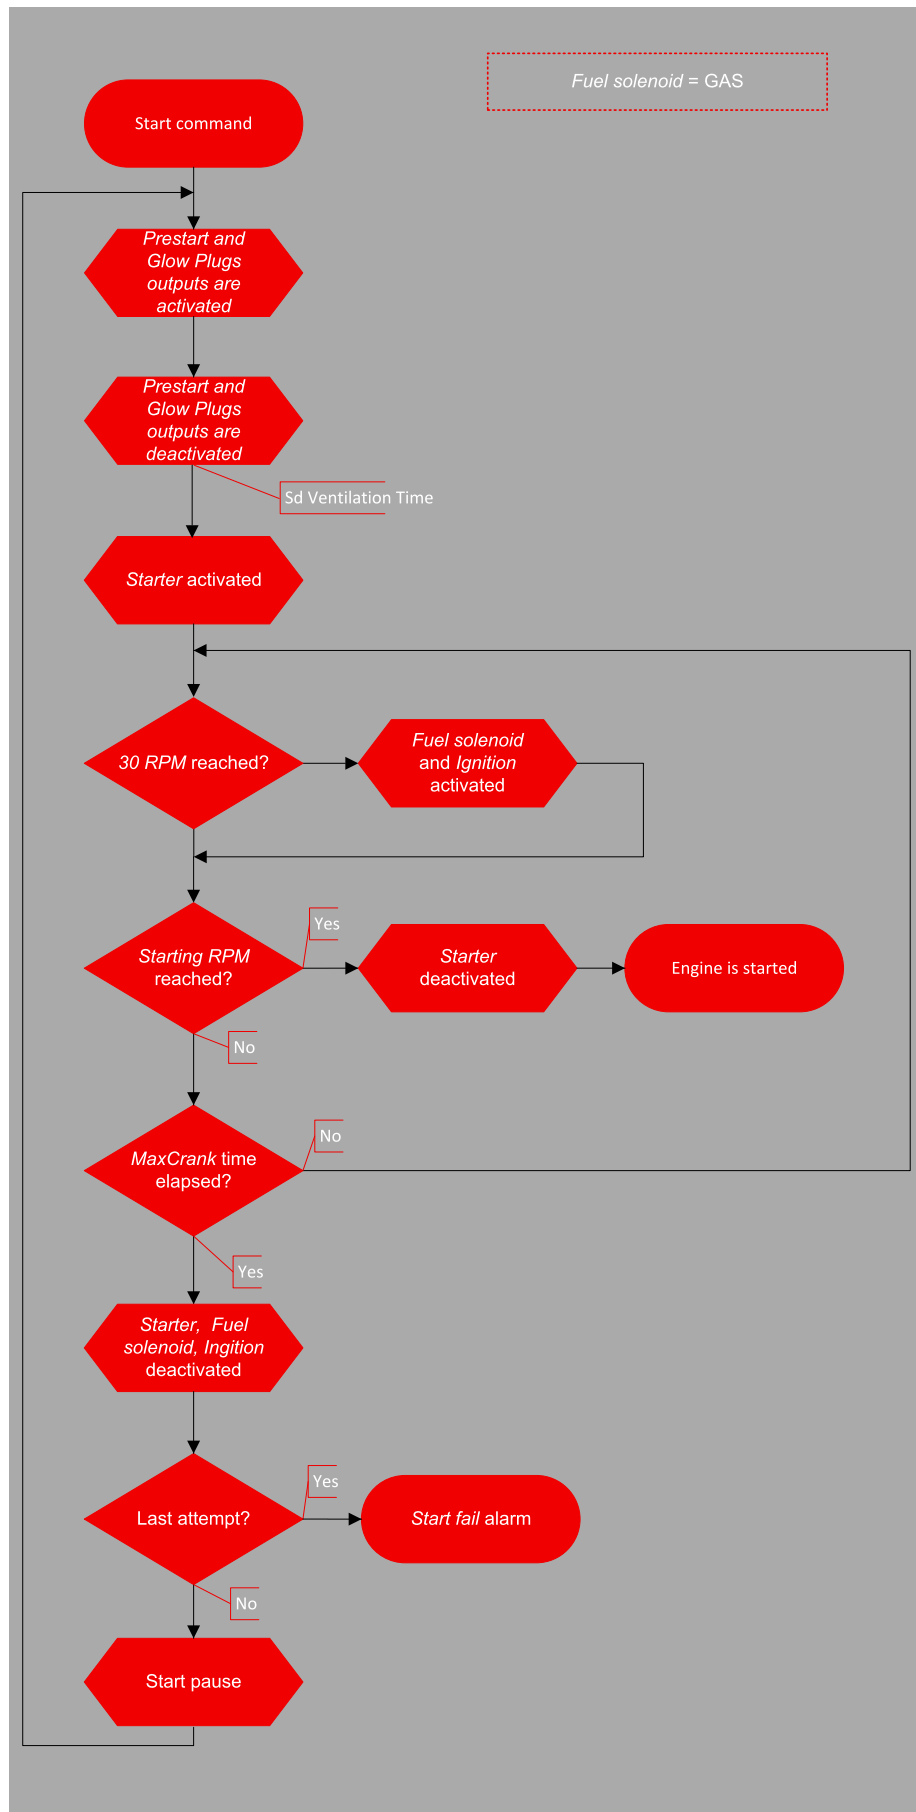 Fuel solenoid = GAS
Start command
Prestart and
Glow Plugs
outputs are
activated
Prestart and
Glow Plugs
outputs are
deactivated
Sd Ventilation Time
Starter activated
30 RPM reached?
Fuel solenoid
and Ignition
activated
Yes
Starting RPM
reached?
Starter
deactivated
Engine is started
No
No
MaxCrank time
elapsed?
Yes
Starter, Fuel
solenoid, Ingition
deactivated
Yes
Last attempt?
Start fail alarm
No
Start pause